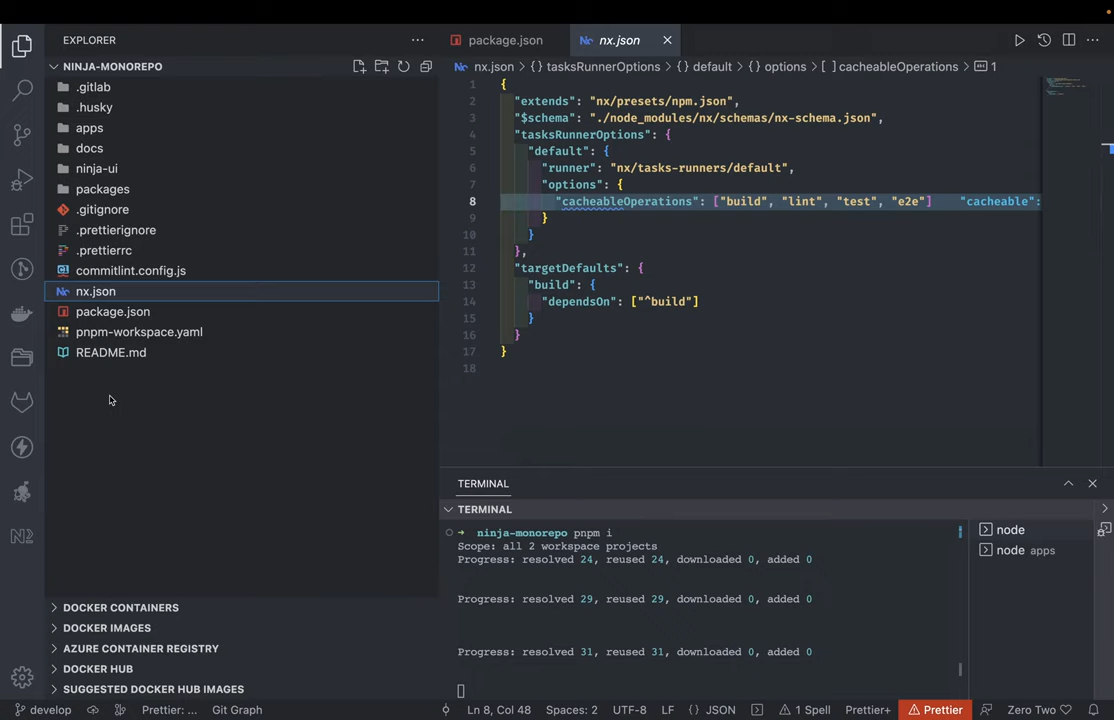 EXPLORER
package.json
nx.json
NINJA-MONOREPO
nx.json > {} tasksRunnerOptions > {} default > {} options > [ ] cacheableOperations > 1
.gitlab
.husky
apps
docs
ninja-ui
packages
.gitignore
.prettierignore
.prettierrc
commitlint.config.js
nx.json
package.json
pnpm-workspace.yaml
README.md
1 {
2 "extends": "nx/presets/npm.json",
3 "$schema": "./node_modules/nx/schemas/nx-schema.json",
4 "tasksRunnerOptions": {
5 "default": {
6 "runner": "nx/tasks-runners/default",
7 "options": {
8 "cacheableOperations": ["build", "lint", "test", "e2e"] "cacheable":
9 }
10 }
11 },
12 "targetDefaults": {
13 "build": {
14 "dependsOn": ["^build"]
15 }
16 }
17 }
18
TERMINAL
TERMINAL
ninja-monorepo pnpm i
Scope: all 2 workspace projects
Progress: resolved 24, reused 24, downloaded 0, added 0
Progress: resolved 29, reused 29, downloaded 0, added 0
Progress: resolved 31, reused 31, downloaded 0, added 0
node
node apps
DOCKER CONTAINERS
DOCKER IMAGES
AZURE CONTAINER REGISTRY
DOCKER HUB
SUGGESTED DOCKER HUB IMAGES
develop
Prettier: ...
Git Graph
Ln 8, Col 48
Spaces: 2
UTF-8
LF
{} JSON
1 Spell
Prettier+
Prettier
Zero Two